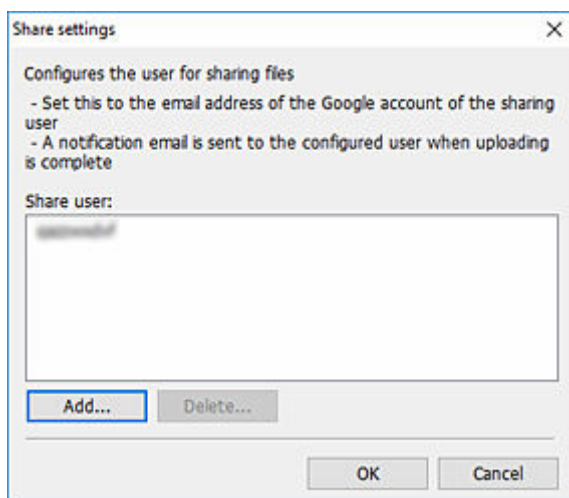 Share settings
Configures the user for sharing files
- Set this to the email address of the Google account of the sharing
user
- A notification email is sent to the configured user when uploading
is complete
Share user:
Add...
Delete...
OK
Cancel